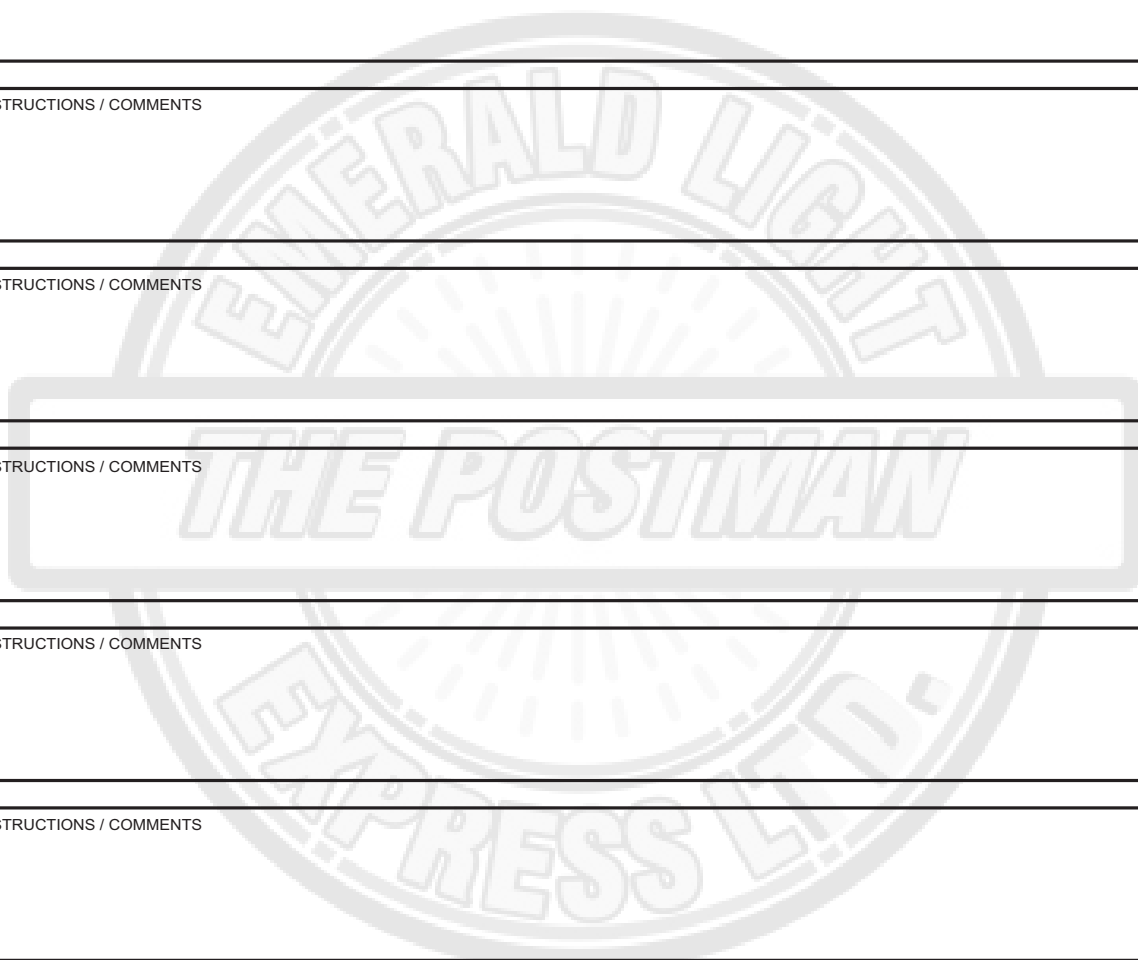 STRUCTIONS / COMMENTS
EMERALD LIGHT
STRUCTIONS / COMMENTS
THE POSTMAN
STRUCTIONS / COMMENTS
STRUCTIONS / COMMENTS
EXPRESS LTD.
STRUCTIONS / COMMENTS